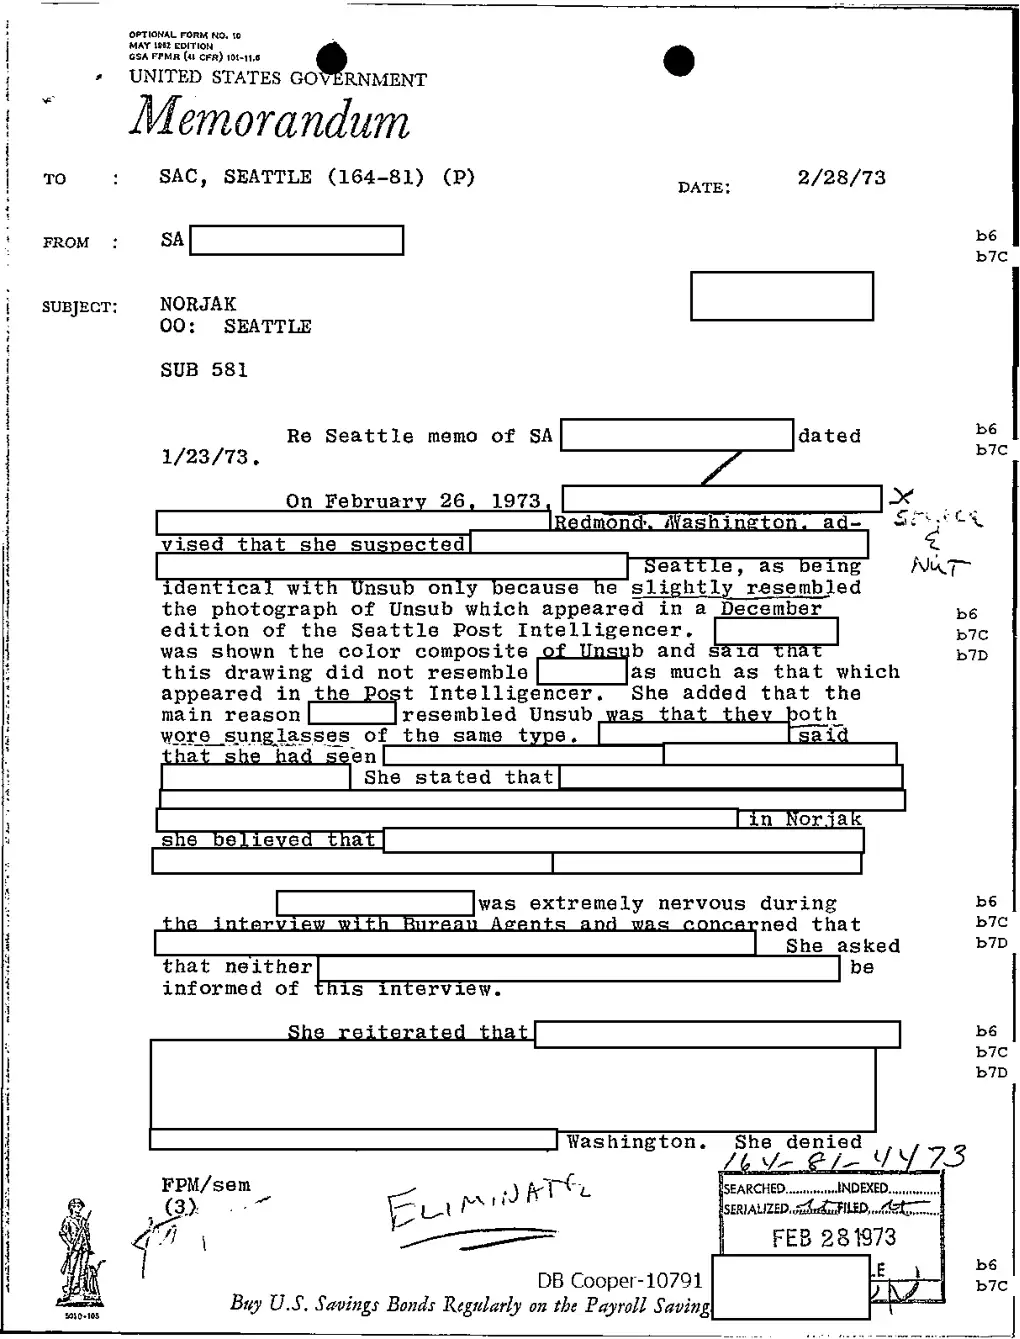 OPTIONAL FORM NO. 10
MAY 1962 EDITION
GSA FPMR (41 CFR) 101-11.6
UNITED STATES GOVERNMENT
Memorandum
TO : SAC, SEATTLE (164-81) (P)
DATE: 2/28/73
FROM : SA
b6
b7C
SUBJECT: NORJAK
OO: SEATTLE
SUB 581
Re Seattle memo of SA dated
b6
b7C
1/23/73.
On February 26, 1973,
X
Redmond, Washington, ad-
&
NUT
vised that she suspected
Seattle, as being
identical with Unsub only because he slightly resembled
the photograph of Unsub which appeared in a December
edition of the Seattle Post Intelligencer.
b6
b7C
b7D
was shown the color composite of Unsub and said that
this drawing did not resemble as much as that which
appeared in the Post Intelligencer. She added that the
main reason resembled Unsub was that they both
wore sunglasses of the same type. said
that she had seen
She stated that
in Norjak
she believed that
was extremely nervous during
b6
b7C
b7D
the interview with Bureau Agents and was concerned that
She asked
that neither be
informed of this interview.
She reiterated that
b6
b7C
b7D
Washington. She denied
164-81-4473
FPM/sem
(3)
ELIMINATE
SEARCHED INDEXED
SERIALIZED FILED
FEB 28 1973
b6
b7C
DB Cooper-10791
Buy U.S. Savings Bonds Regularly on the Payroll Saving
5010-108